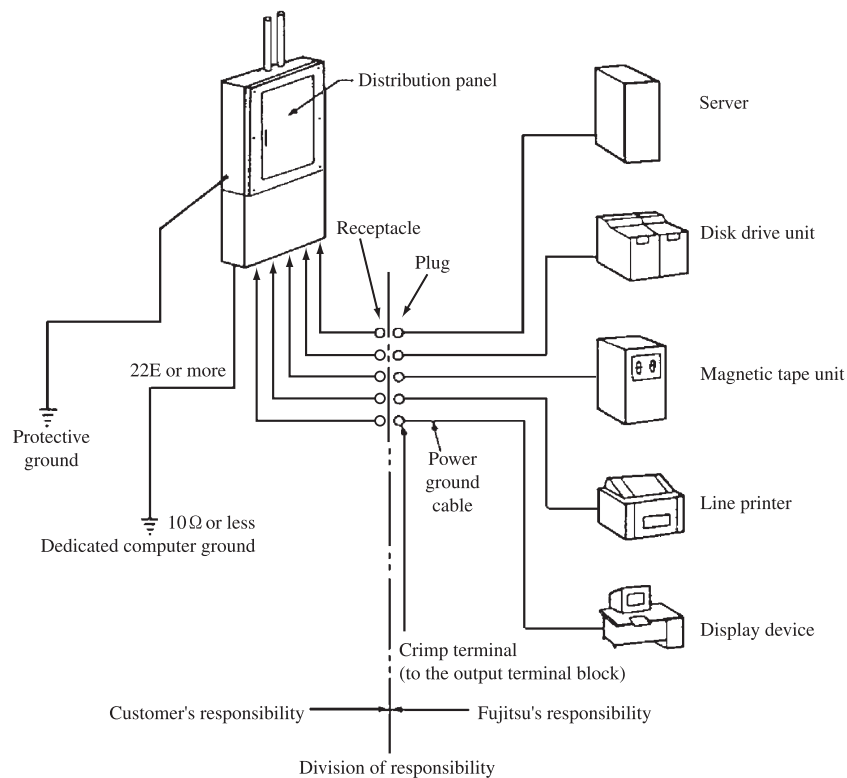 Distribution panel
Server
Receptacle
Disk drive unit
Plug
22E or more
Magnetic tape unit
Protective
ground
Power
ground
cable
Line printer
10 Ω or less
Dedicated computer ground
Display device
Crimp terminal
(to the output terminal block)
Customer's responsibility
Fujitsu's responsibility
Division of responsibility